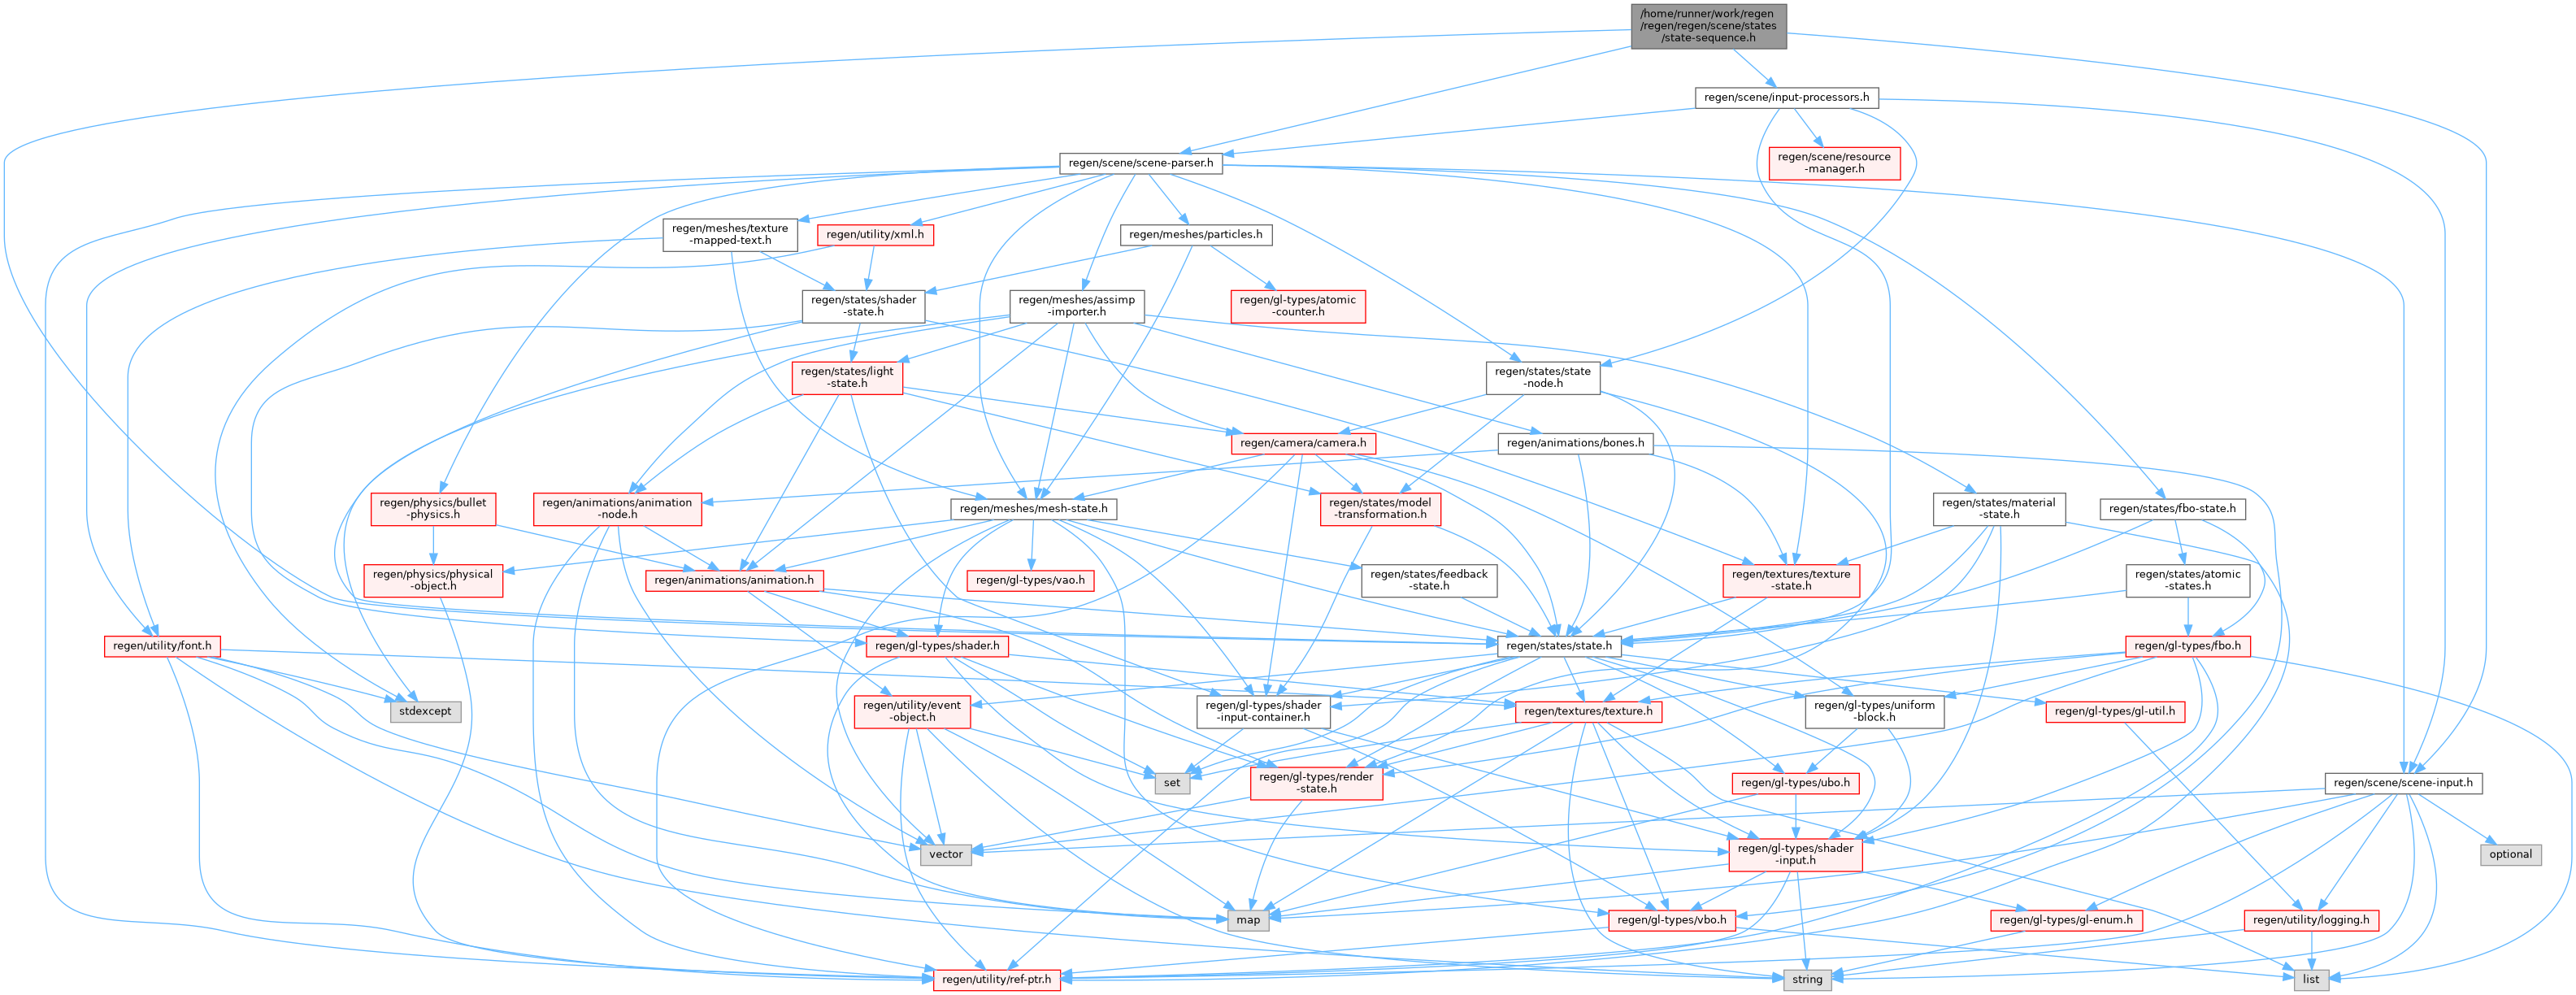 /home/runner/work/regen
/regen/regen/scene/states
/state-sequence.h
regen/scene/input-processors.h
regen/scene/scene-parser.h
regen/scene/resource
-manager.h
regen/meshes/texture
-mapped-text.h
regen/utility/xml.h
regen/meshes/particles.h
regen/states/shader
-state.h
regen/meshes/assimp
-importer.h
regen/gl-types/atomic
-counter.h
regen/states/light
-state.h
regen/states/state
-node.h
regen/camera/camera.h
regen/animations/bones.h
regen/physics/bullet
-physics.h
regen/animations/animation
-node.h
regen/meshes/mesh-state.h
regen/states/model
-transformation.h
regen/states/material
-state.h
regen/states/fbo-state.h
regen/physics/physical
-object.h
regen/animations/animation.h
regen/gl-types/vao.h
regen/states/feedback
-state.h
regen/textures/texture
-state.h
regen/states/atomic
-states.h
regen/utility/font.h
regen/gl-types/shader.h
regen/states/state.h
regen/gl-types/fbo.h
stdexcept
regen/utility/event
-object.h
regen/gl-types/shader
-input-container.h
regen/textures/texture.h
regen/gl-types/uniform
-block.h
regen/gl-types/gl-util.h
set
regen/gl-types/render
-state.h
regen/gl-types/ubo.h
regen/scene/scene-input.h
vector
regen/gl-types/shader
-input.h
optional
map
regen/gl-types/vbo.h
regen/gl-types/gl-enum.h
regen/utility/logging.h
regen/utility/ref-ptr.h
string
list